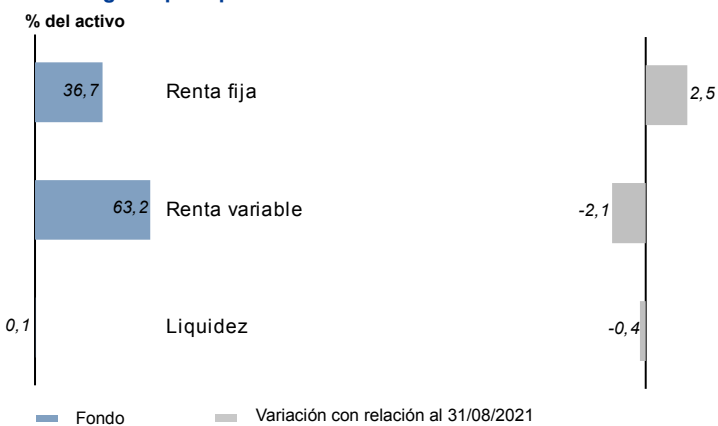 % del activo
36,7 Renta fija 2,5
63,2 Renta variable -2,1
0,1 Liquidez -0,4
Fondo Variación con relación al 31/08/2021